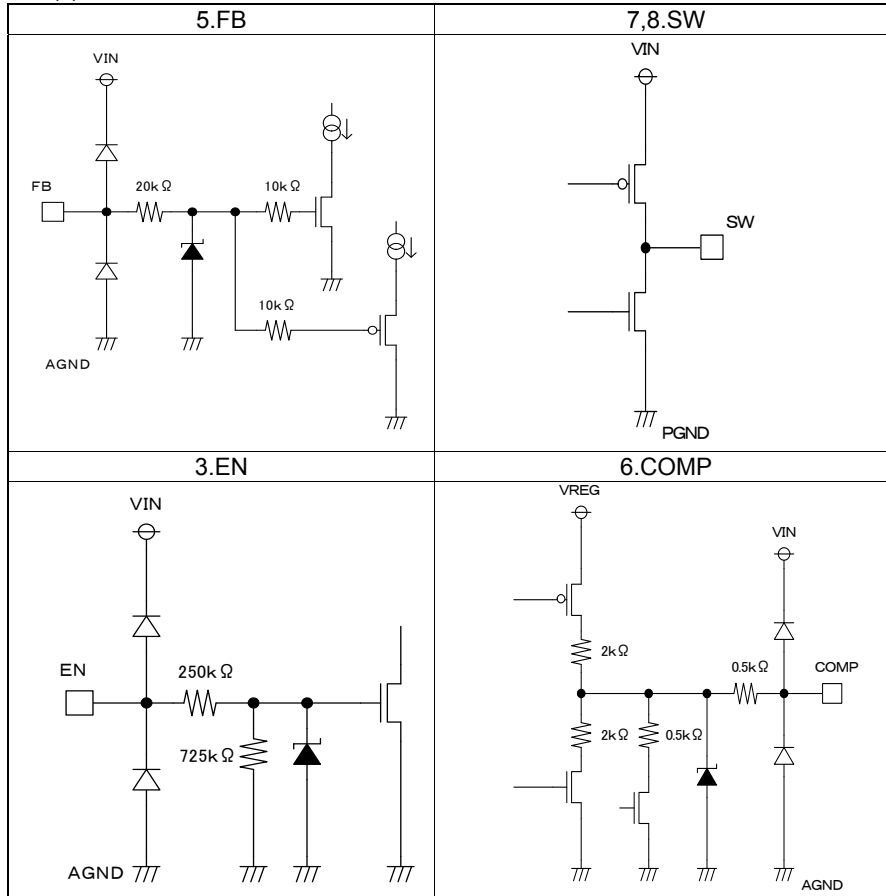 5.FB
7,8.SW
VIN
FB
20kΩ
10kΩ
10kΩ
AGND
VIN
SW
PGND
3.EN
6.COMP
VIN
EN
250kΩ
725kΩ
AGND
VREG
VIN
2kΩ
0.5kΩ
COMP
2kΩ
0.5kΩ
AGND